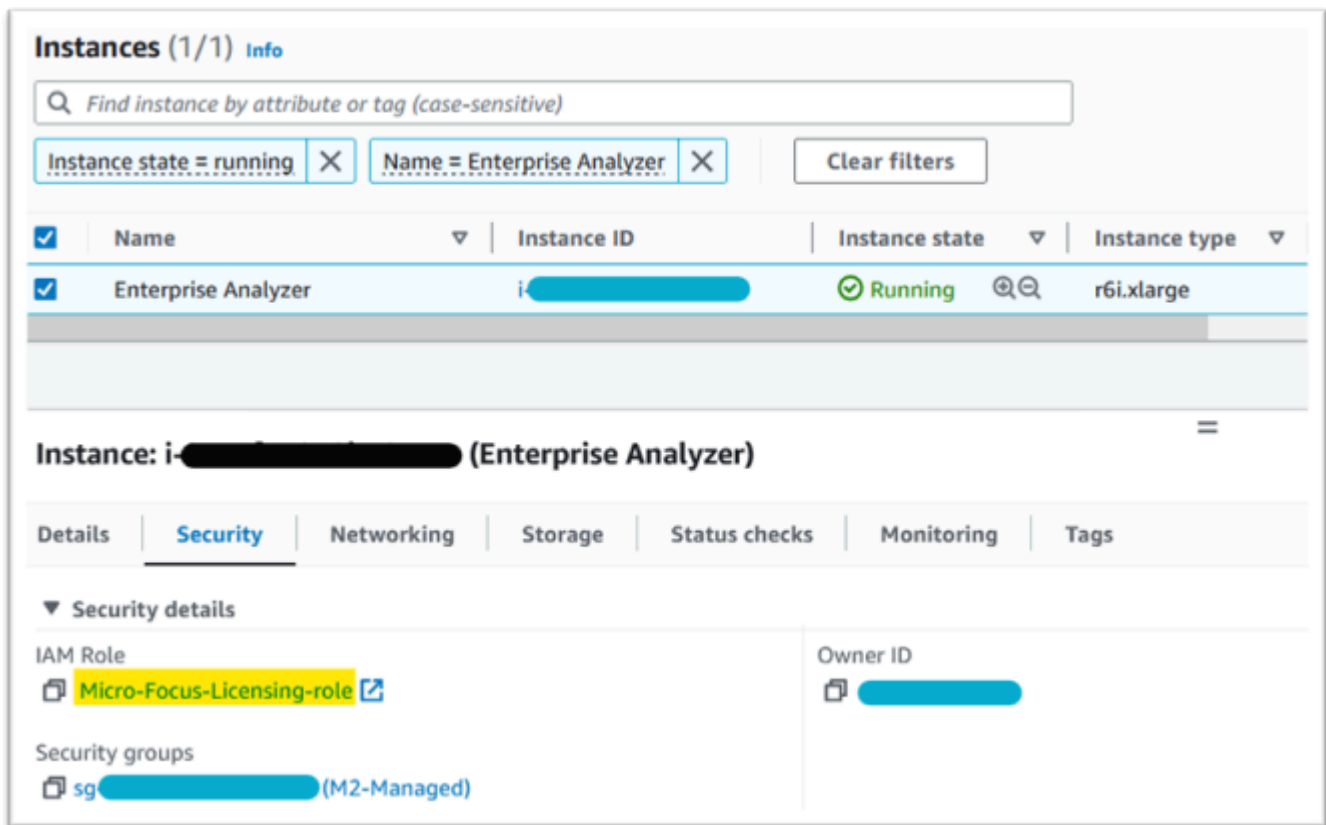 Instances (1/1) Info
Find instance by attribute or tag (case-sensitive)
Instance state = running Name = Enterprise Analyzer Clear filters
Name Instance ID Instance state Instance type
Enterprise Analyzer i- Running r6i.xlarge
Instance: i- (Enterprise Analyzer)
Details Security Networking Storage Status checks Monitoring Tags
Security details
IAM Role Owner ID
Micro-Focus-Licensing-role
Security groups
sg (M2-Managed)